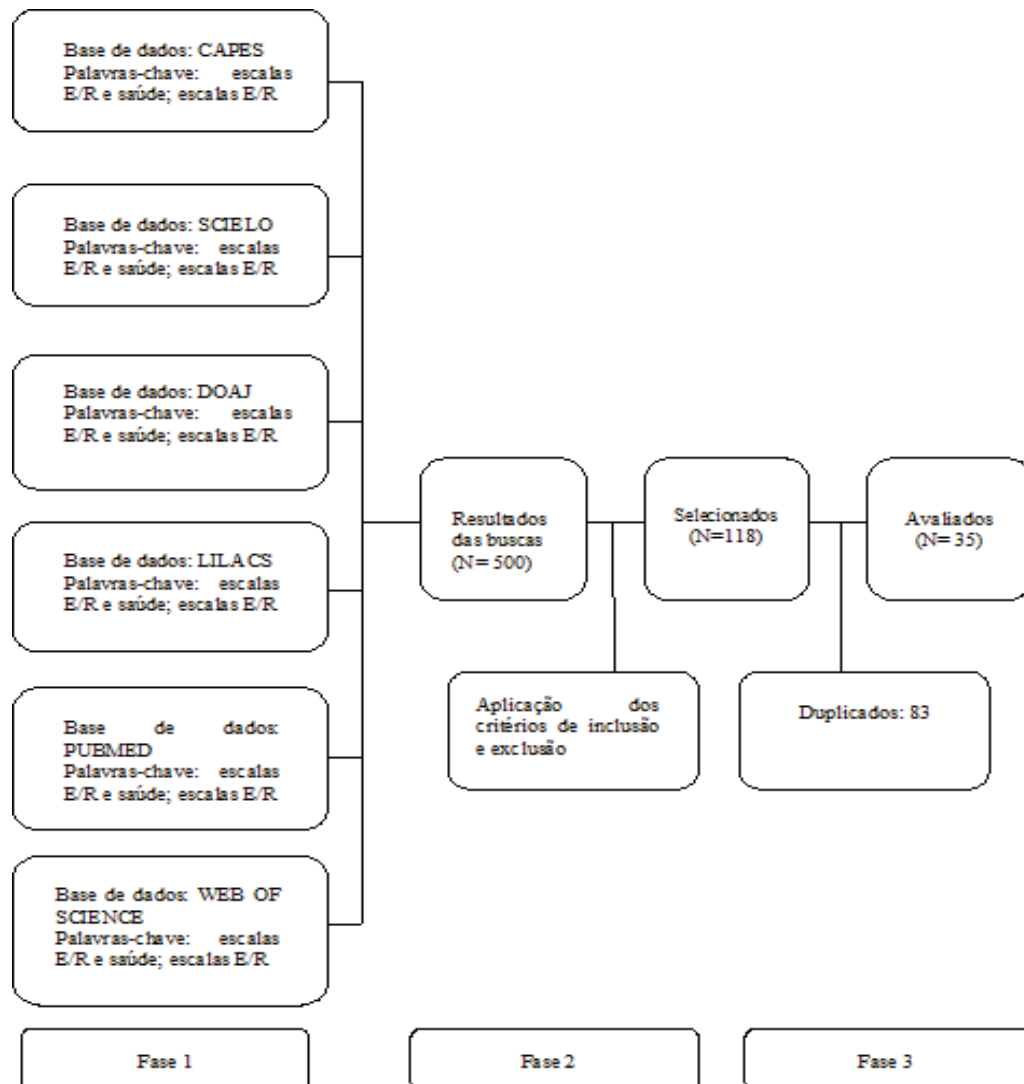 Base de dados: CAPES
Palavras-chave: escalas
E/R e saúde; escalas E/R
Base de dados: SCIELO
Palavras-chave: escalas
E/R e saúde; escalas E/R
Base de dados: DOAJ
Palavras-chave: escalas
E/R e saúde; escalas E/R
Base de dados: LILACS
Palavras-chave: escalas
E/R e saúde; escalas E/R
Base de dados:
PUBMED
Palavras-chave: escalas
E/R e saúde; escalas E/R
Base de dados: WEB OF
SCIENCE
Palavras-chave: escalas
E/R e saúde; escalas E/R
Resultados
das buscas
(N= 500)
Selecionados
(N=118)
Avaliados
(N= 35)
Aplicação dos
critérios de inclusão
e exclusão
Duplicados: 83
Fase 1
Fase 2
Fase 3